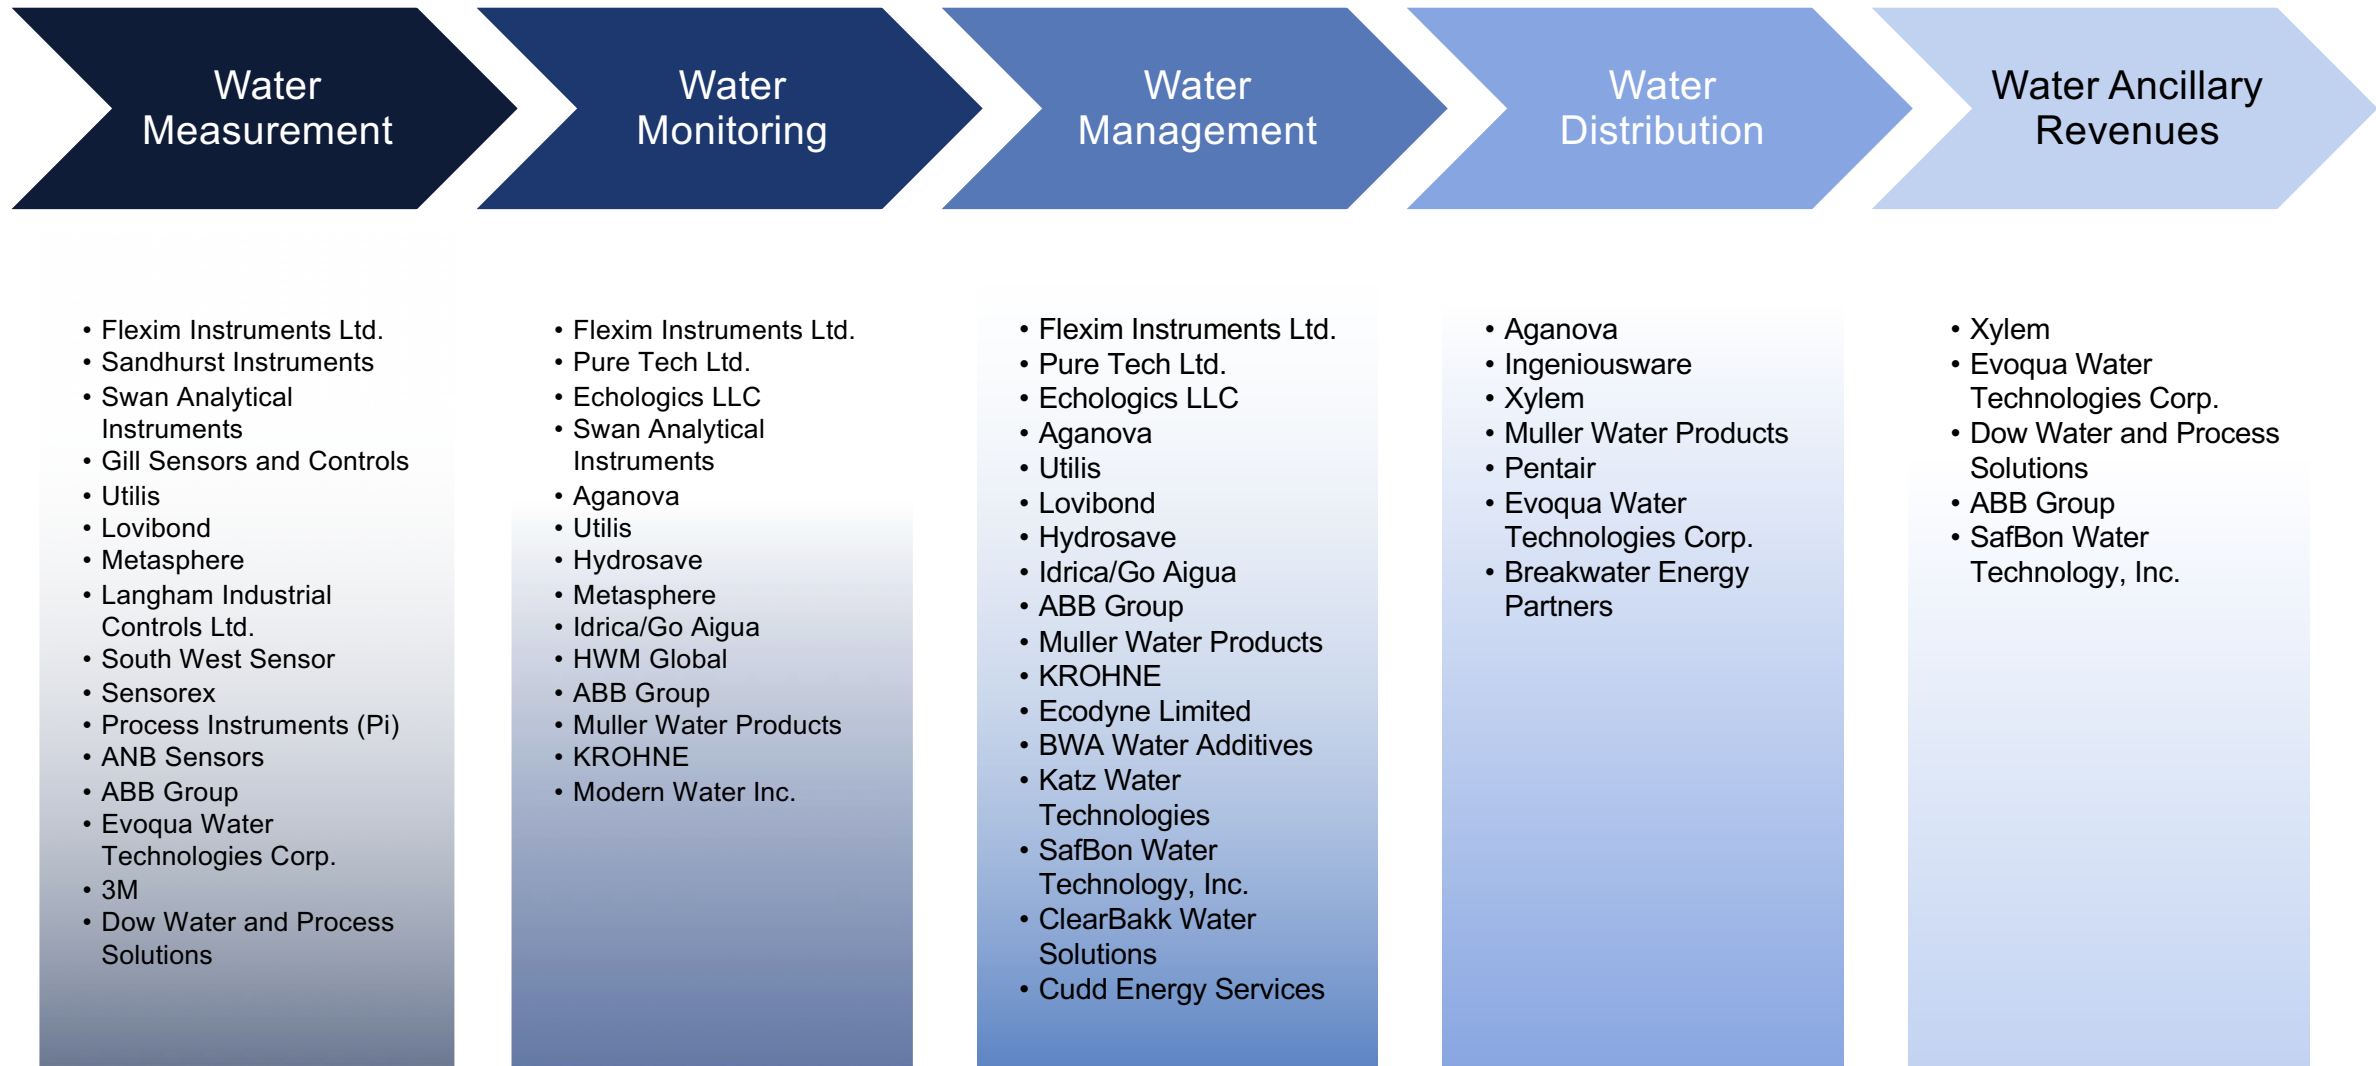 Water
Measurement
Water
Monitoring
Water
Management
Water
Distribution
Water Ancillary
Revenues
• Flexim Instruments Ltd.
• Sandhurst Instruments
• Swan Analytical
Instruments
• Gill Sensors and Controls
• Utilis
• Lovibond
• Metasphere
• Langham Industrial
Controls Ltd.
• South West Sensor
• Sensorex
• Process Instruments (Pi)
• ANB Sensors
• ABB Group
• Evoqua Water
Technologies Corp.
• 3M
• Dow Water and Process
Solutions
• Flexim Instruments Ltd.
• Pure Tech Ltd.
• Echologics LLC
• Swan Analytical
Instruments
• Aganova
• Utilis
• Hydrosave
• Metasphere
• Idrica/Go Aigua
• HWM Global
• ABB Group
• Muller Water Products
• KROHNE
• Modern Water Inc.
• Flexim Instruments Ltd.
• Pure Tech Ltd.
• Echologics LLC
• Aganova
• Utilis
• Lovibond
• Hydrosave
• Idrica/Go Aigua
• ABB Group
• Muller Water Products
• KROHNE
• Ecodyne Limited
• BWA Water Additives
• Katz Water
Technologies
• SafBon Water
Technology, Inc.
• ClearBakk Water
Solutions
• Cudd Energy Services
• Aganova
• Ingeniousware
• Xylem
• Muller Water Products
• Pentair
• Evoqua Water
Technologies Corp.
• Breakwater Energy
Partners
• Xylem
• Evoqua Water
Technologies Corp.
• Dow Water and Process
Solutions
• ABB Group
• SafBon Water
Technology, Inc.